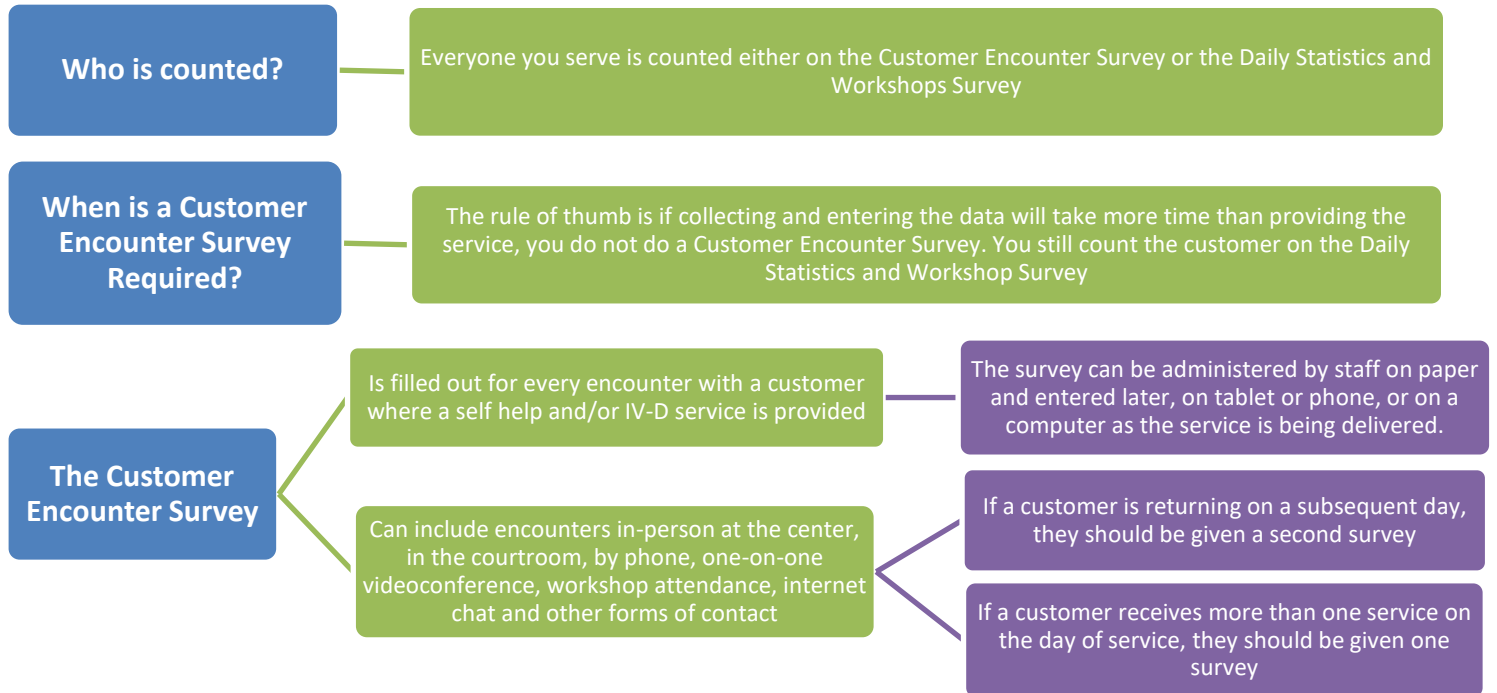 Who is counted?
Everyone you serve is counted either on the Customer Encounter Survey or the Daily Statistics and
Workshops Survey
When is a Customer
Encounter Survey
Required?
The rule of thumb is if collecting and entering the data will take more time than providing the
service, you do not do a Customer Encounter Survey. You still count the customer on the Daily
Statistics and Workshop Survey
The Customer
Encounter Survey
Is filled out for every encounter with a customer
where a self help and/or IV-D service is provided
The survey can be administered by staff on paper
and entered later, on tablet or phone, or on a
computer as the service is being delivered.
Can include encounters in-person at the center,
in the courtroom, by phone, one-on-one
videoconference, workshop attendance, internet
chat and other forms of contact
If a customer is returning on a subsequent day,
they should be given a second survey
If a customer receives more than one service on
the day of service, they should be given one
survey